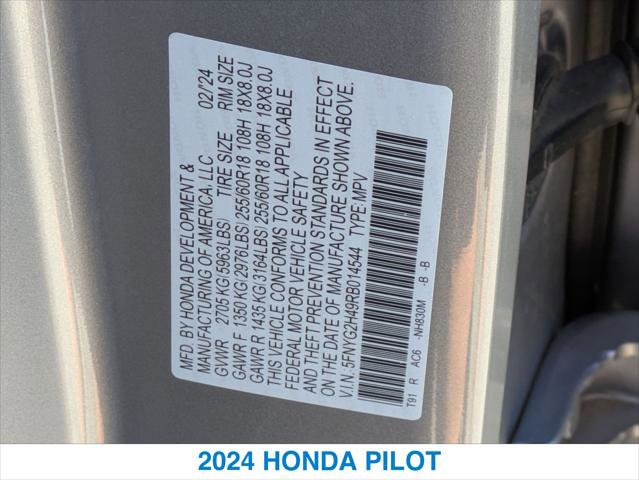 MFD. BY HONDA DEVELOPMENT & 02/'24
MANUFACTURING OF AMERICA, LLC
TIRE SIZE RIM SIZE
GVWR 2705 KG(5963LBS)
GAWR F 1350 KG(2976LBS)255/60R18 108H 18X8.0J
GAWR R 1435 KG(3164LBS)255/60R18 108H 18X8.0J
THIS VEHICLE CONFORMS TO ALL APPLICABLE
FEDERAL MOTOR VEHICLE SAFETY
AND THEFT PREVENTION STANDARDS IN EFFECT
ON THE DATE OF MANUFACTURE SHOWN ABOVE.
V.I.N: 5FNYG2H49RB014544 TYPE: MPV
T91 R AC6 -NH830M -B -B
2024 HONDA PILOT